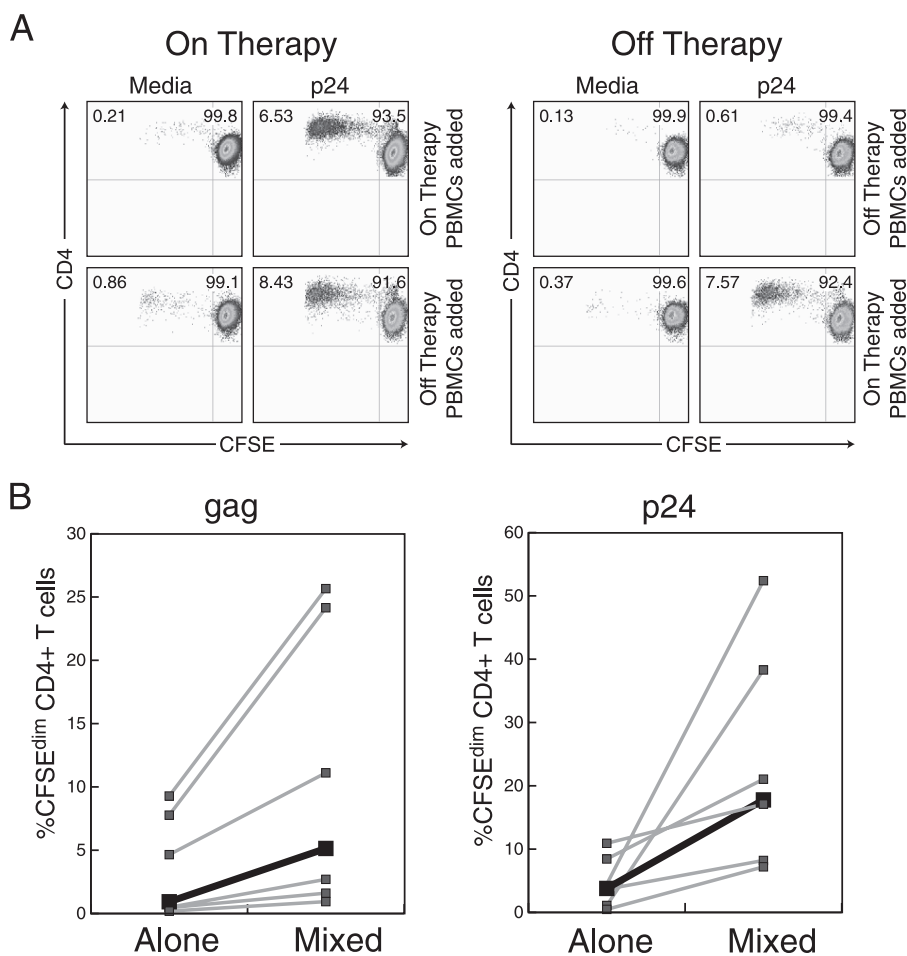 A
On Therapy
Off Therapy
Media
p24
Media
p24
0.21
99.8
6.53
93.5
On Therapy
PBMCs added
0.13
99.9
0.61
99.4
Off Therapy
PBMCs added
0.86
99.1
8.43
91.6
Off Therapy
PBMCs added
0.37
99.6
7.57
92.4
On Therapy
PBMCs added
CD4
CD4
CFSE
CFSE
B
gag
p24
%CFSEdim CD4+ T cells
30
25
20
15
10
5
0
Alone
Mixed
%CFSEdim CD4+ T cells
60
50
40
30
20
10
0
Alone
Mixed